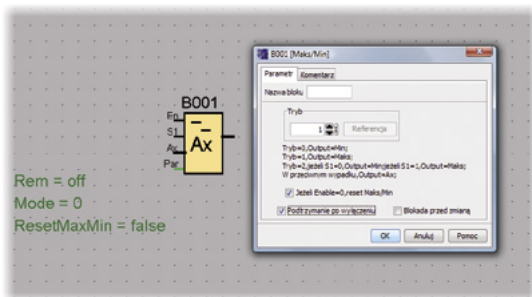 B001
En
S1
Ax
Par
Ax
Rem = off
Mode = 0
ResetMaxMin = false
B001 [Maks/Min]
Parametr
Komentarz
Nazwa bloku
Tryb
1
Referencja
Tryb=0,Output=Min;
Tryb=1,Output=Maks;
Tryb=2,jeżeli S1=0,Output=Min;jeżeli S1=1,Output=Maks;
W przeciwnym wypadku,Output=Ax;
Jeżeli Enable=0,reset Maks/Min
Podtrzymanie po wyłączeniu
Blokada przed zmianą
OK
Anuluj
Pomoc